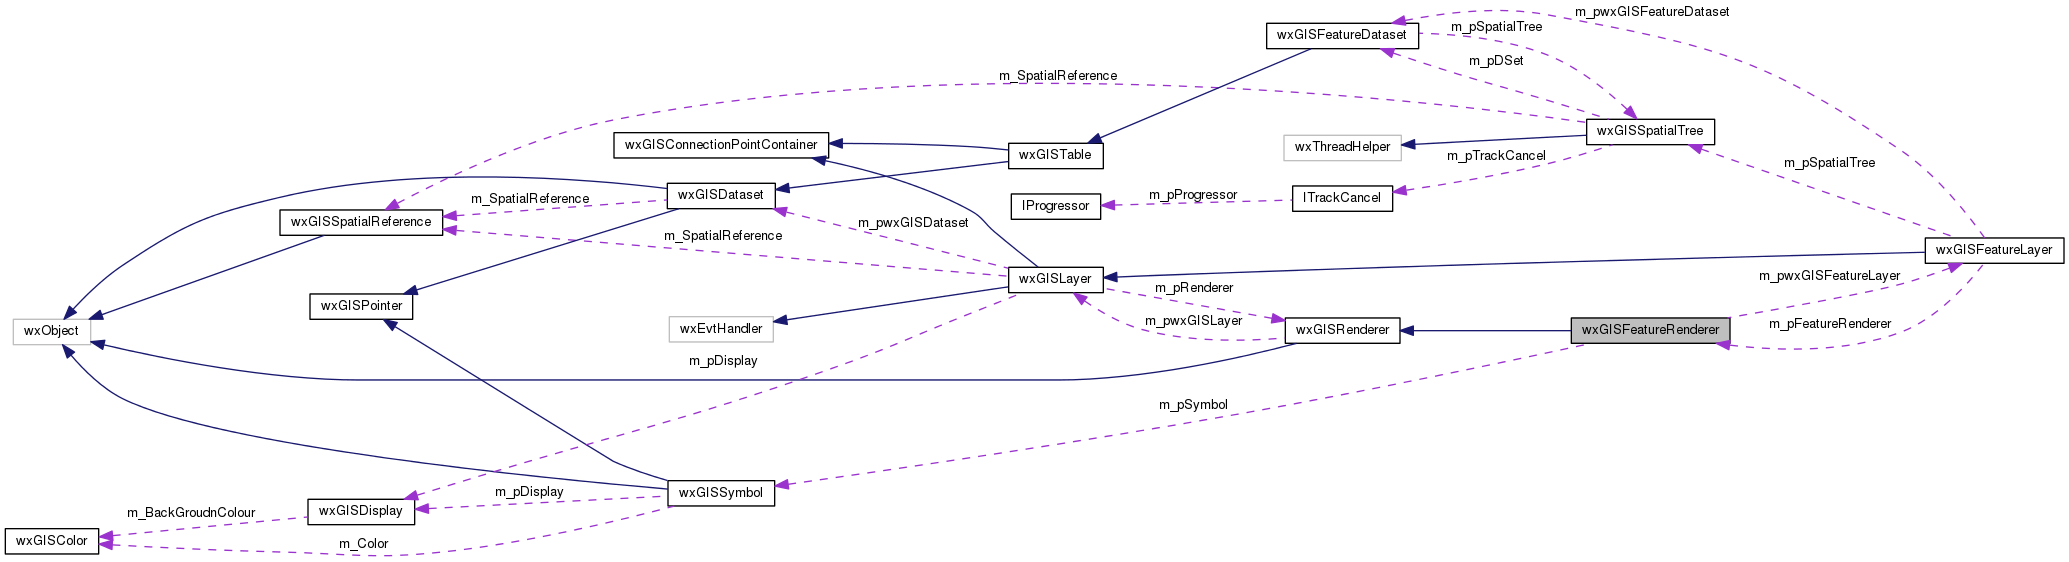 m_pwxGISFeatureDataset
m_pSpatialTree
wxGISFeatureDataset
m_pDSet
m_SpatialReference
wxGISSpatialTree
wxGISConnectionPointContainer
wxThreadHelper
wxGISTable
m_pTrackCancel
m_pSpatialTree
wxGISDataset
m_SpatialReference
m_pProgressor
ITrackCancel
IProgressor
wxGISSpatialReference
m_pwxGISDataset
m_SpatialReference
wxGISFeatureLayer
wxGISLayer
m_pwxGISFeatureLayer
m_pRenderer
wxGISPointer
m_pwxGISLayer
m_pFeatureRenderer
wxObject
wxEvtHandler
wxGISRenderer
wxGISFeatureRenderer
m_pDisplay
m_pSymbol
wxGISSymbol
m_pDisplay
wxGISDisplay
m_BackGroudnColour
wxGISColor
m_Color